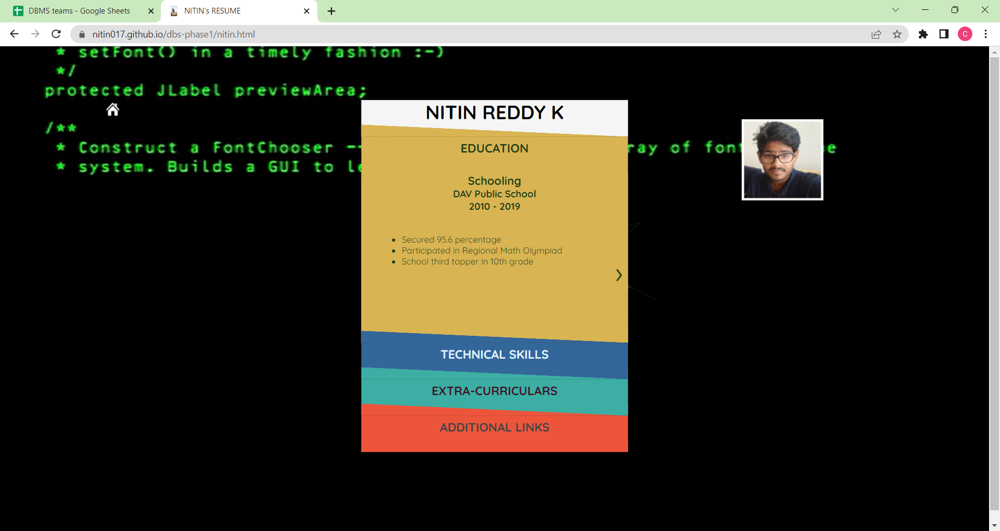 DBMS teams - Google Sheets
NITIN's RESUME
nitin017.github.io/dbs-phase1/nitin.html
C
* setFont() in a timely fashion :-)
*/
protected JLabel previewArea;
/**
* Construct a FontChooser -- ray of font e
* system. Builds a GUI to le
NITIN REDDY K
EDUCATION
Schooling
DAV Public School
2010 - 2019
• Secured 95.6 percentage
• Participated in Regional Math Olympiad
• School third topper in 10th grade
TECHNICAL SKILLS
EXTRA-CURRICULARS
ADDITIONAL LINKS